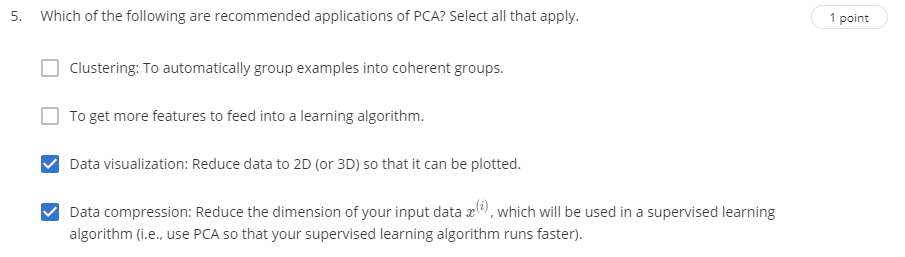 5. Which of the following are recommended applications of PCA? Select all that apply.
1 point
Clustering: To automatically group examples into coherent groups.
To get more features to feed into a learning algorithm.
Data visualization: Reduce data to 2D (or 3D) so that it can be plotted.
Data compression: Reduce the dimension of your input data x^{(i)}, which will be used in a supervised learning
algorithm (i.e., use PCA so that your supervised learning algorithm runs faster).